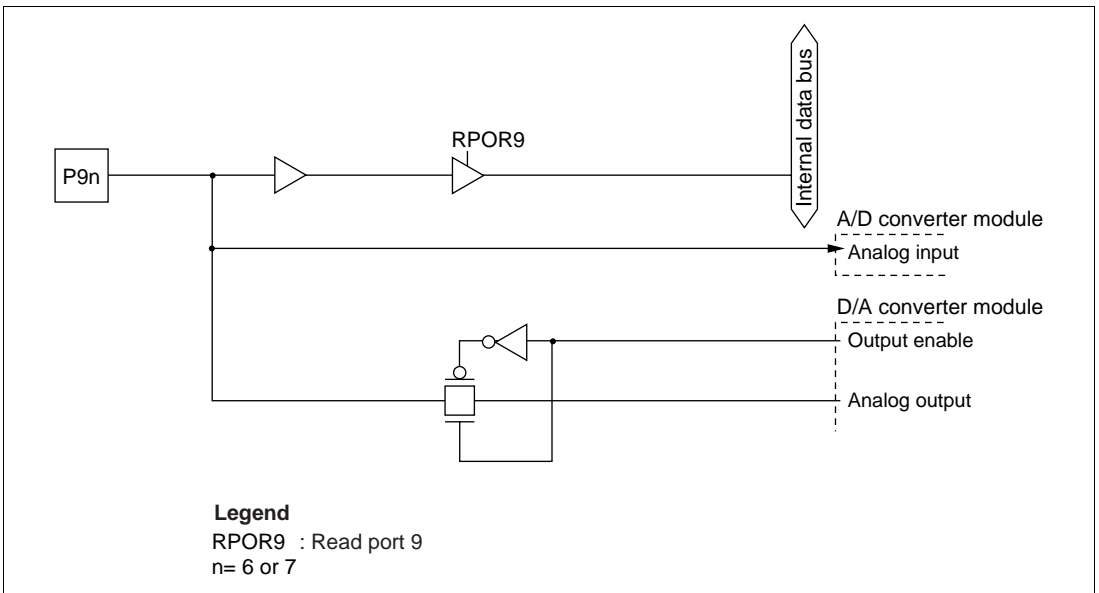 RPOR9
P9n
Internal data bus
A/D converter module
Analog input
D/A converter module
Output enable
Analog output
Legend
RPOR9 : Read port 9
n= 6 or 7